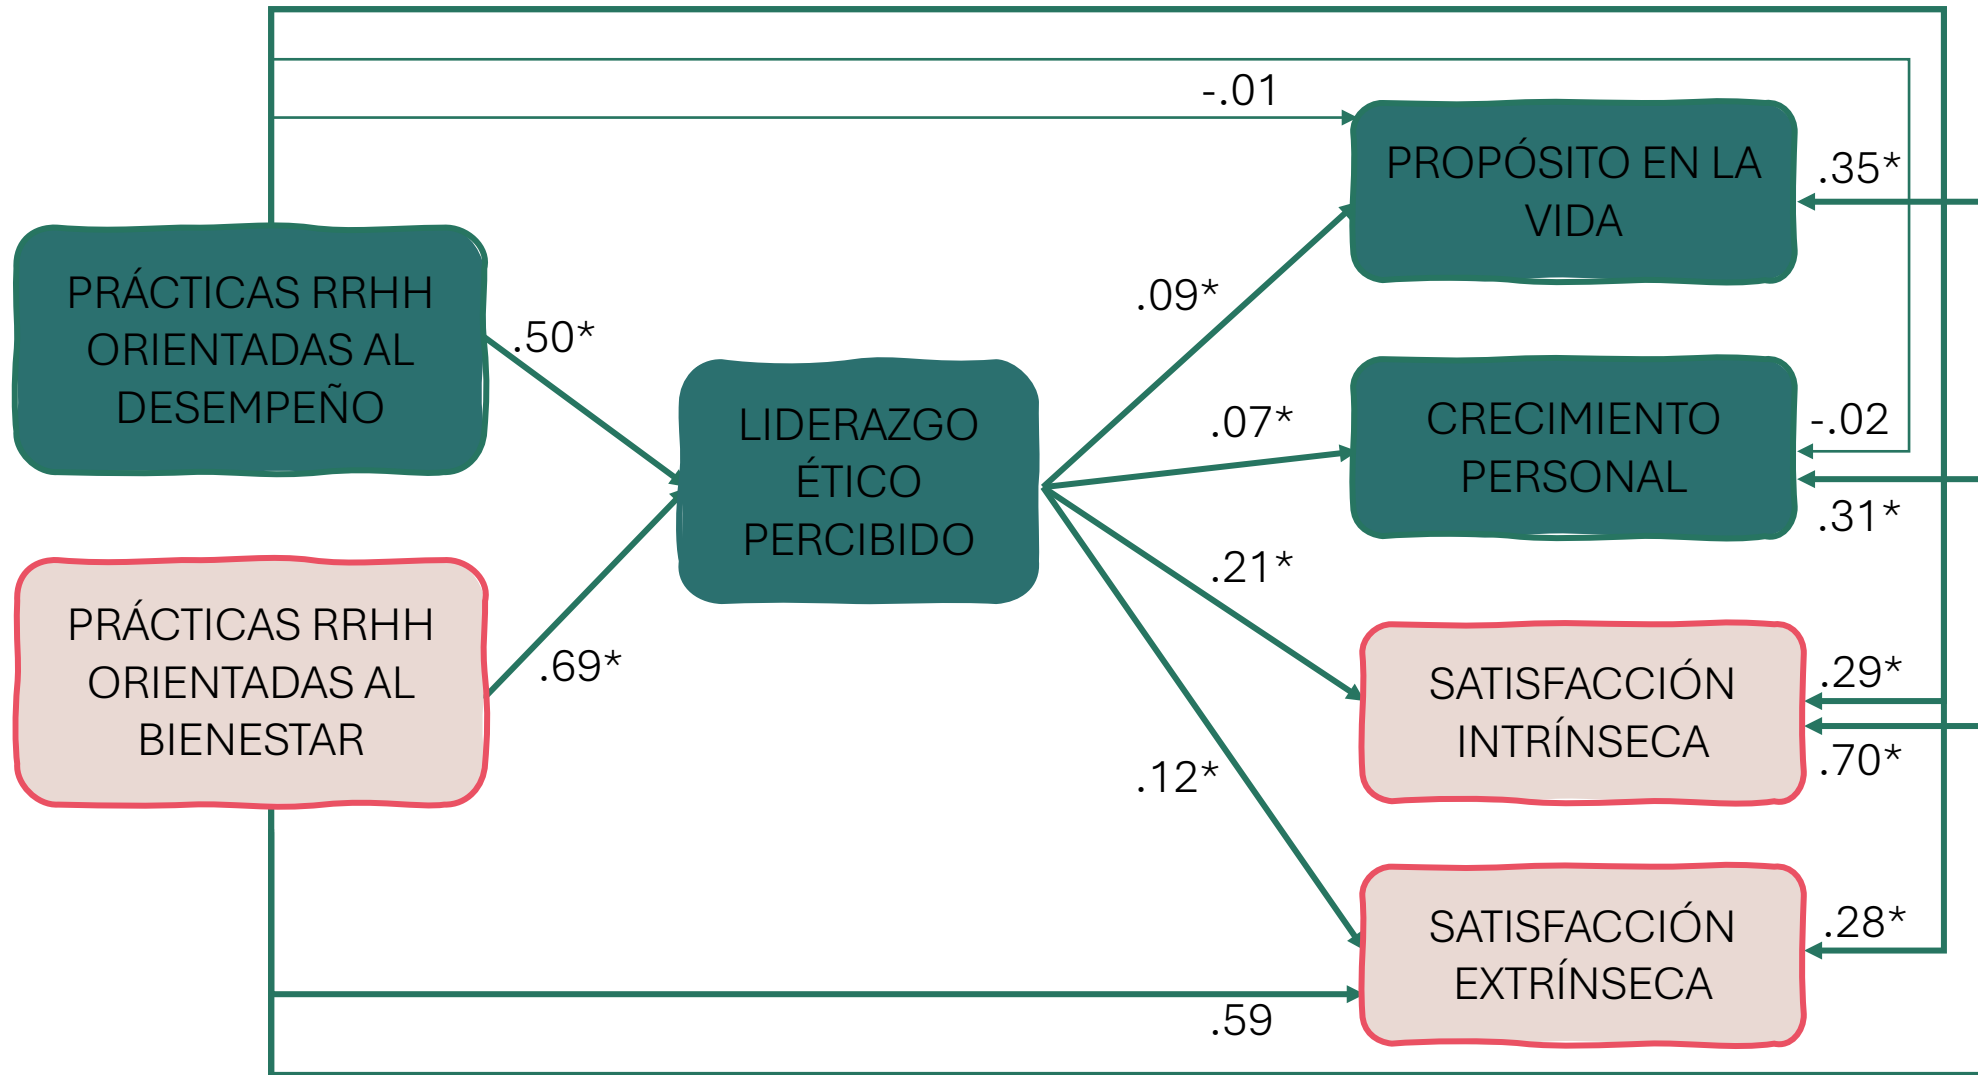 -.01
PROPÓSITO EN LA
VIDA
.35*
PRÁCTICAS RRHH
ORIENTADAS AL
DESEMPEÑO
.50*
.09*
LIDERAZGO
ÉTICO
PERCIBIDO
.07*
CRECIMIENTO
PERSONAL
-.02
.31*
PRÁCTICAS RRHH
ORIENTADAS AL
BIENESTAR
.69*
.21*
SATISFACCIÓN
INTRÍNSECA
.29*
.70*
.12*
SATISFACCIÓN
EXTRÍNSECA
.28*
.59